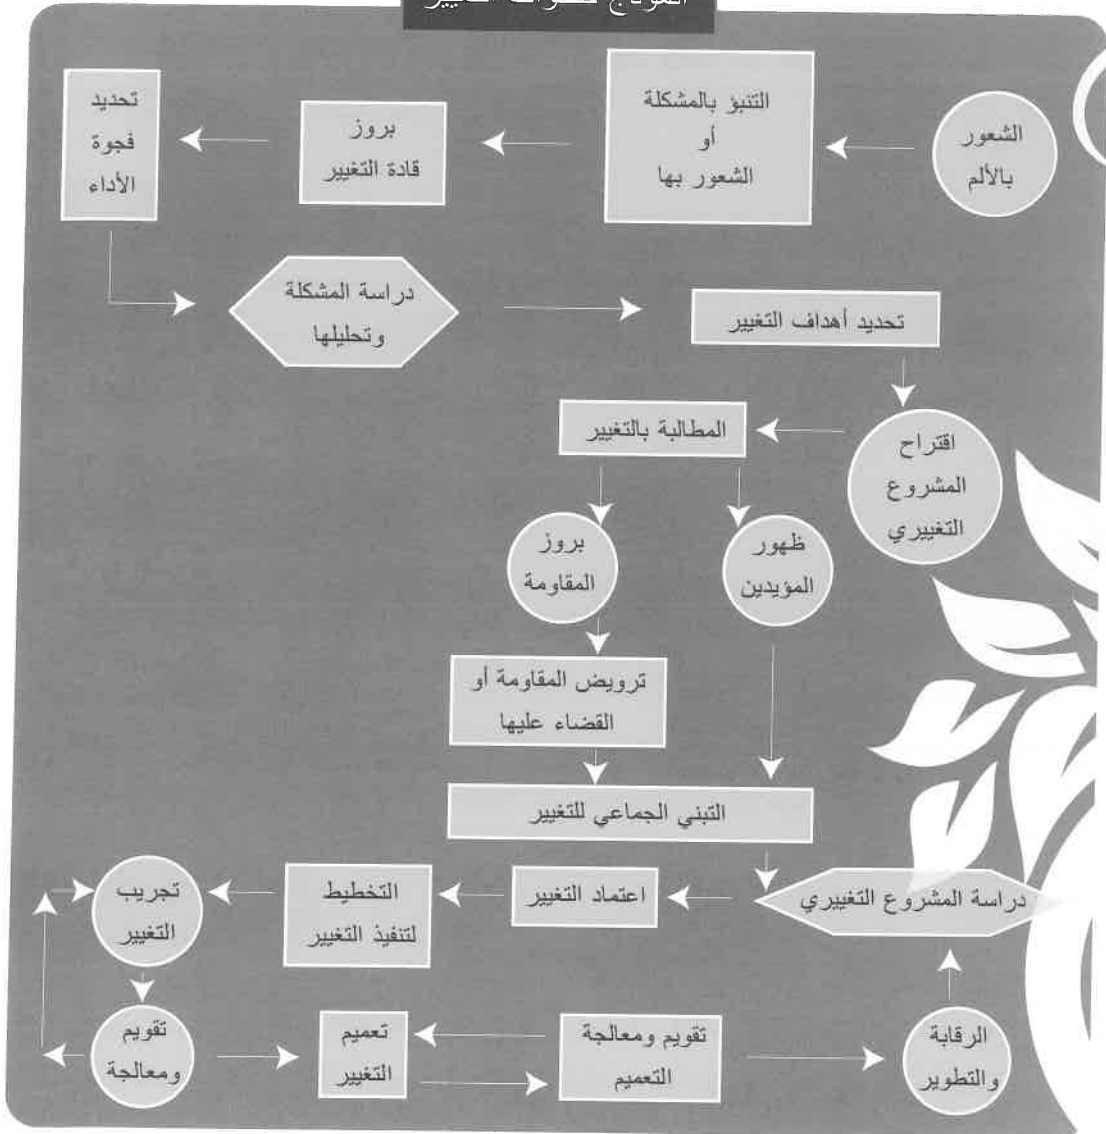 الشعور
بالألم
التنبؤ بالمشكلة
أو
الشعور بها
بروز
قادة التغيير
تحديد
فجوة
الأداء
دراسة المشكلة
وتحليلها
تحديد أهداف التغيير
اقتراح
المشروع
التغييري
المطالبة بالتغيير
ظهور
المؤيدين
بروز
المقاومة
ترويض المقاومة أو
القضاء عليها
التبني الجماعي للتغيير
دراسة المشروع التغييري
اعتماد التغيير
التخطيط
لتنفيذ التغيير
تجريب
التغيير
تقويم
ومعالجة
تعميم
التغيير
تقويم ومعالجة
التعميم
الرقابة
والتطوير